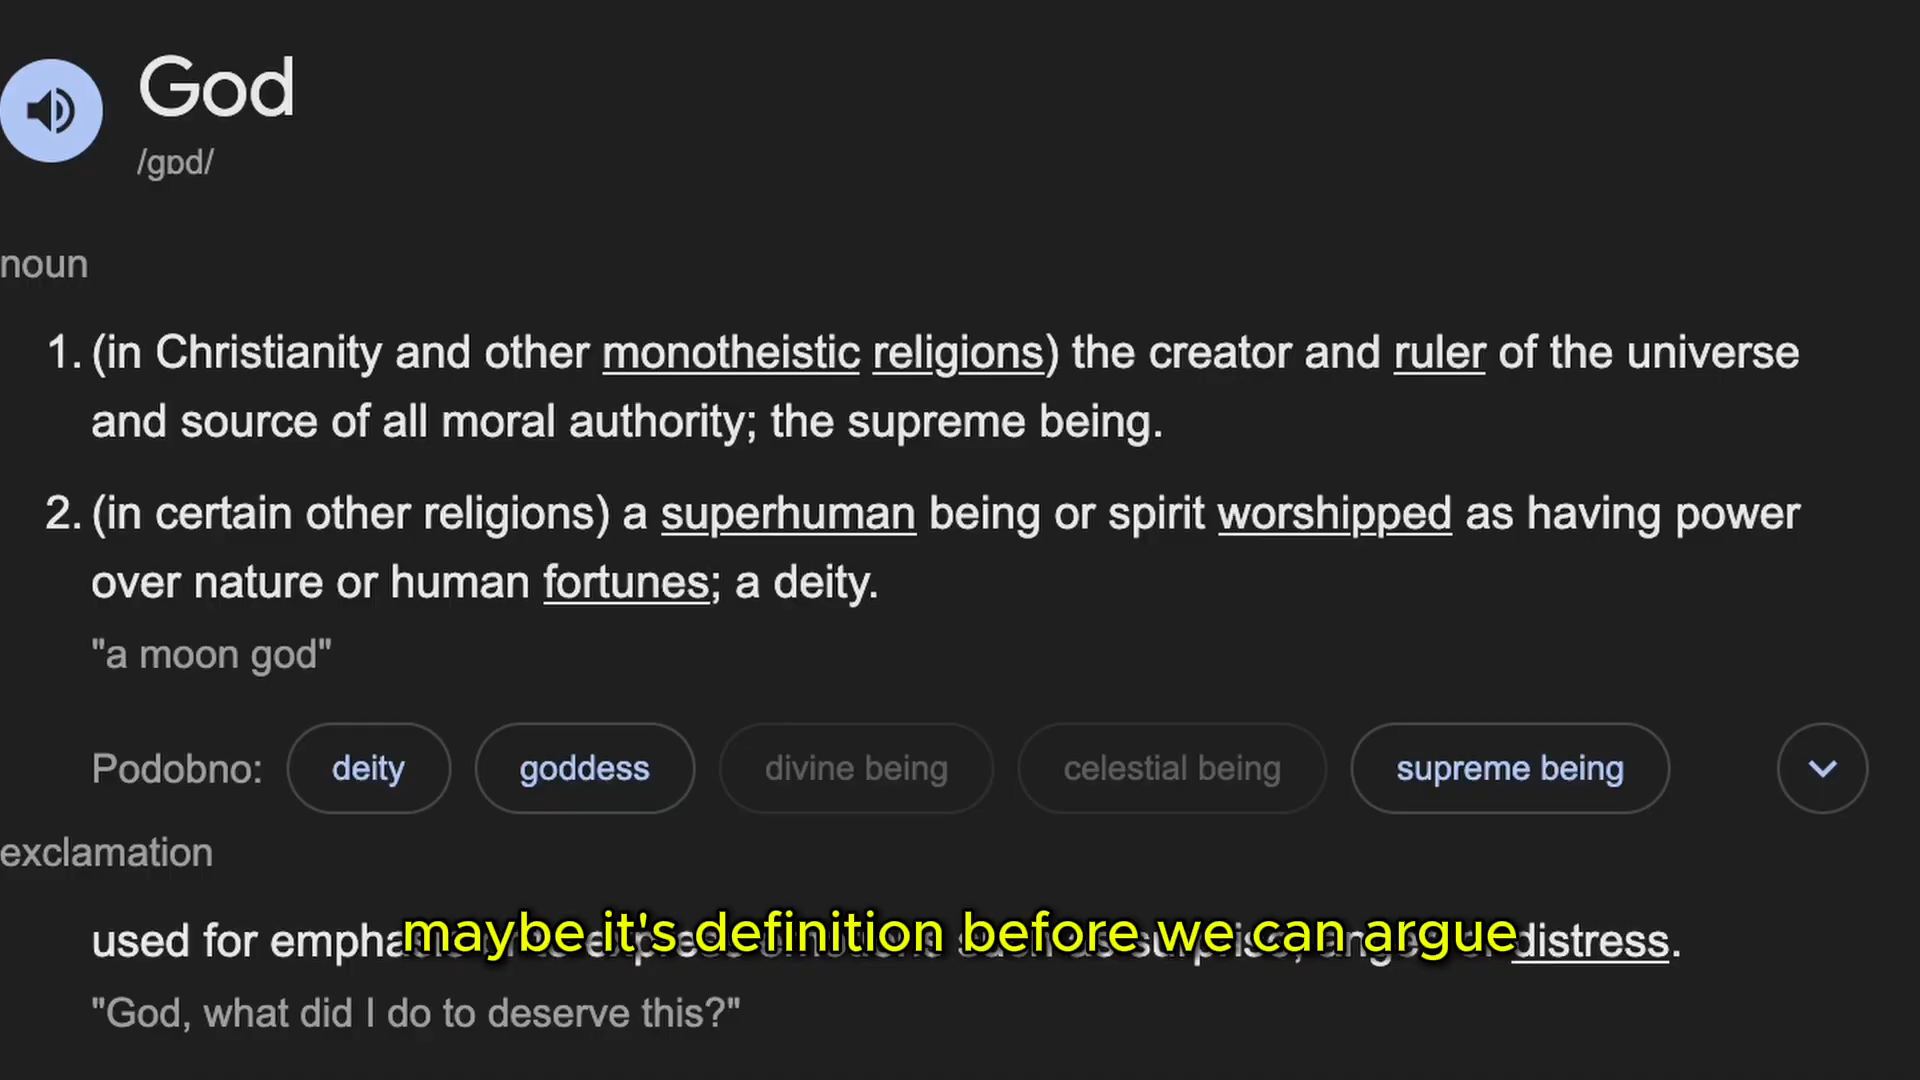 God
/gɒd/
noun
1. (in Christianity and other monotheistic religions) the creator and ruler of the universe
and source of all moral authority; the supreme being.
2. (in certain other religions) a superhuman being or spirit worshipped as having power
over nature or human fortunes; a deity.
"a moon god"
Podobno: deity goddess divine being celestial being supreme being
exclamation
used for distress.
maybe it's definition before we can argue
"God, what did I do to deserve this?"